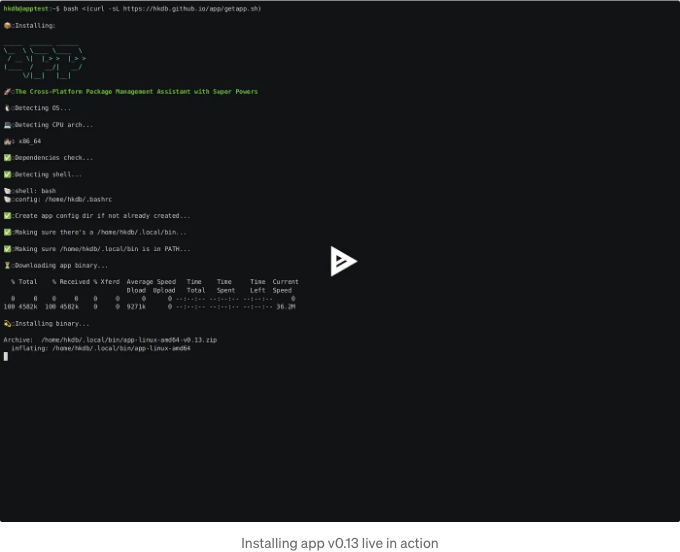 hkdb@apptest:~$ bash <(curl -sL https://hkdb.github.io/app/getapp.sh)
Installing:
The Cross-Platform Package Management Assistant with Super Powers
Detecting OS...
Detecting CPU arch...
x86_64
Dependencies check...
Detecting shell...
shell: bash
config: /home/hkdb/.bashrc
Create app config dir if not already created...
Making sure there's a /home/hkdb/.local/bin...
Making sure /home/hkdb/.local/bin is in PATH...
Downloading app binary...
% Total % Received % Xferd Average Speed Time Time Time Current
Dload Upload Total Spent Left Speed
0 0 0 0 0 0 0 0 --:--:-- --:--:-- --:--:-- 0
100 4582k 100 4582k 0 0 9271k 0 --:--:-- --:--:-- --:--:-- 36.2M
Installing binary...
Archive: /home/hkdb/.local/bin/app-linux-amd64-v0.13.zip
inflating: /home/hkdb/.local/bin/app-linux-amd64
Installing app v0.13 live in action